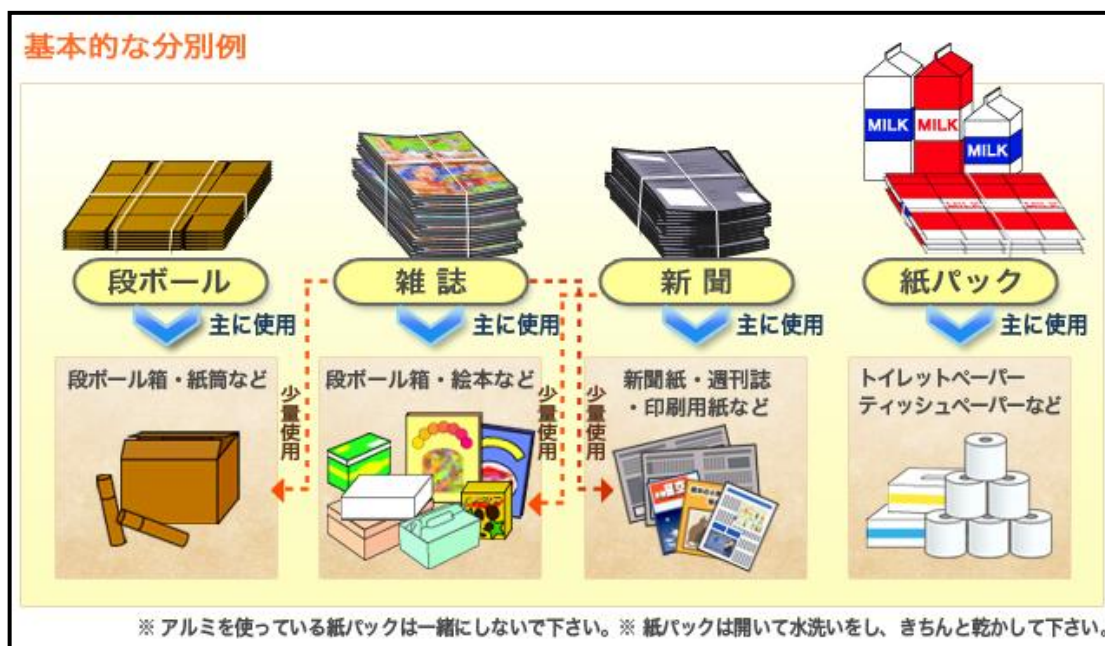 基本的な分別例
MILK
MILK
MILK
段ボール
雑誌
新聞
紙パック
主に使用
主に使用
主に使用
主に使用
段ボール箱・紙筒など
少量使用
段ボール箱・絵本など
少量使用
少量使用
新聞紙・週刊誌
・印刷用紙など
トイレットペーパー
ティッシュペーパーなど
※ アルミを使っている紙パックは一緒にしないで下さい。※ 紙パックは開いて水洗いをし、きちんと乾かして下さい。